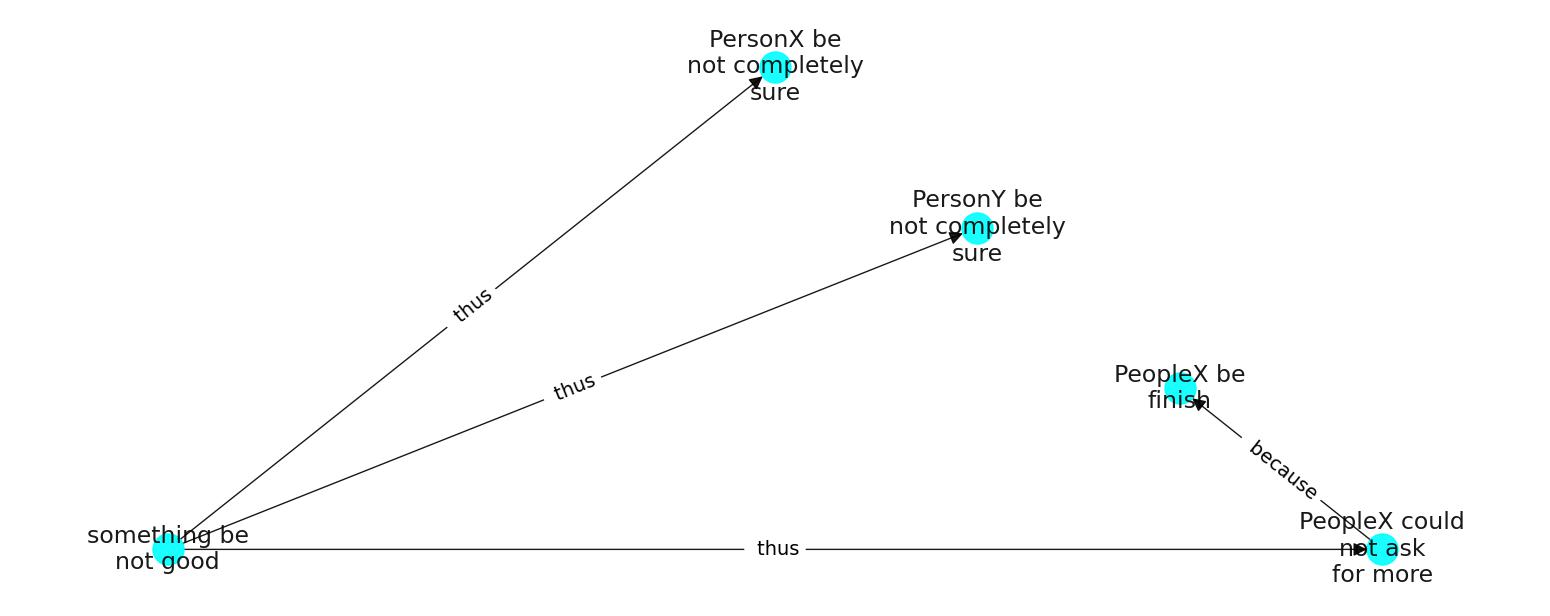 PersonX be
not completely
sure
PersonY be
not completely
sure
thus
thus
PeopleX be
finish
because
something be
not good
thus
PeopleX could
not ask
for more